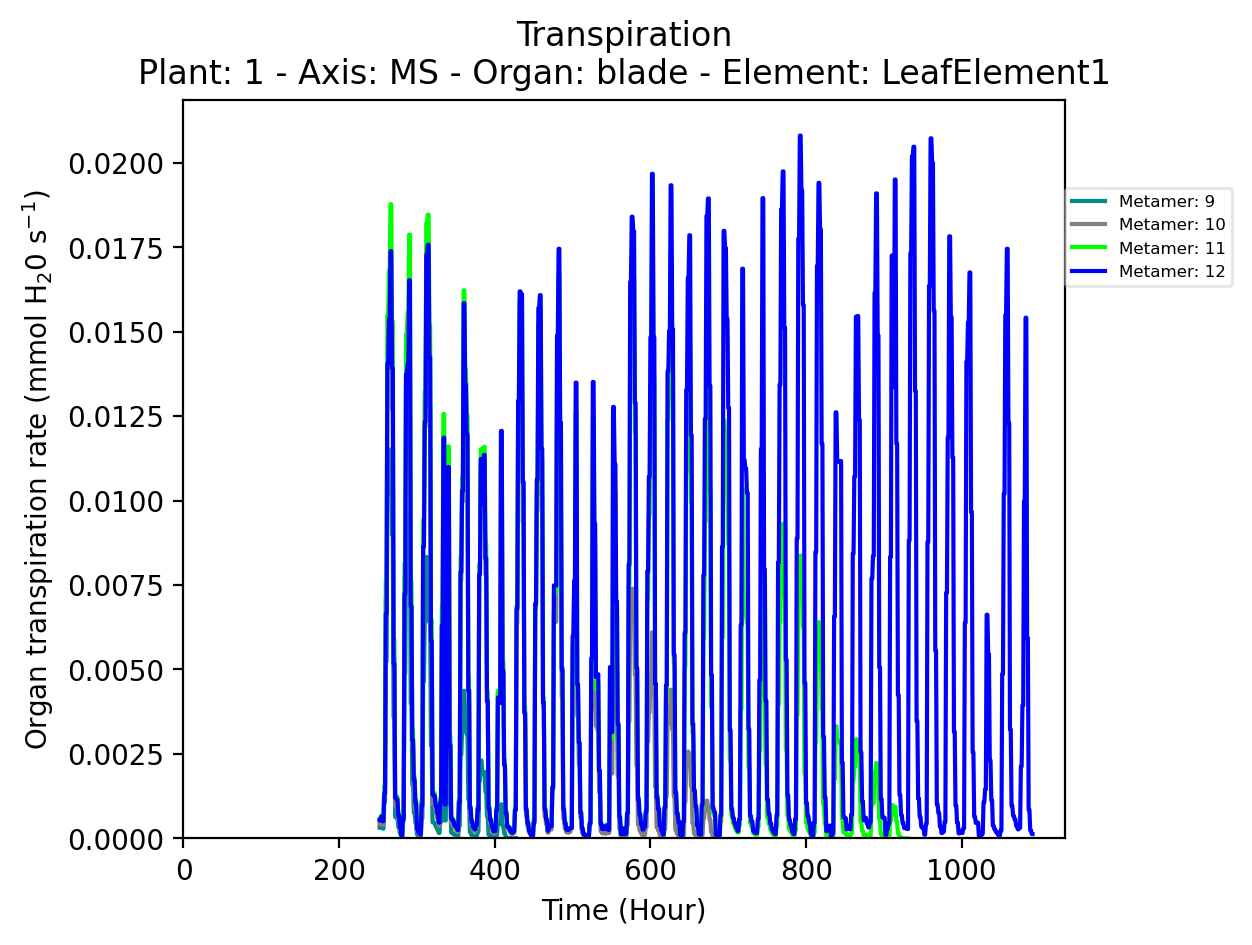 Transpiration
Plant: 1 - Axis: MS - Organ: blade - Element: LeafElement1
Organ transpiration rate (mmol H₂0 s⁻¹)
0.0200
0.0175
0.0150
0.0125
0.0100
0.0075
0.0050
0.0025
0.0000
0 200 400 600 800 1000
Time (Hour)
Metamer: 9
Metamer: 10
Metamer: 11
Metamer: 12